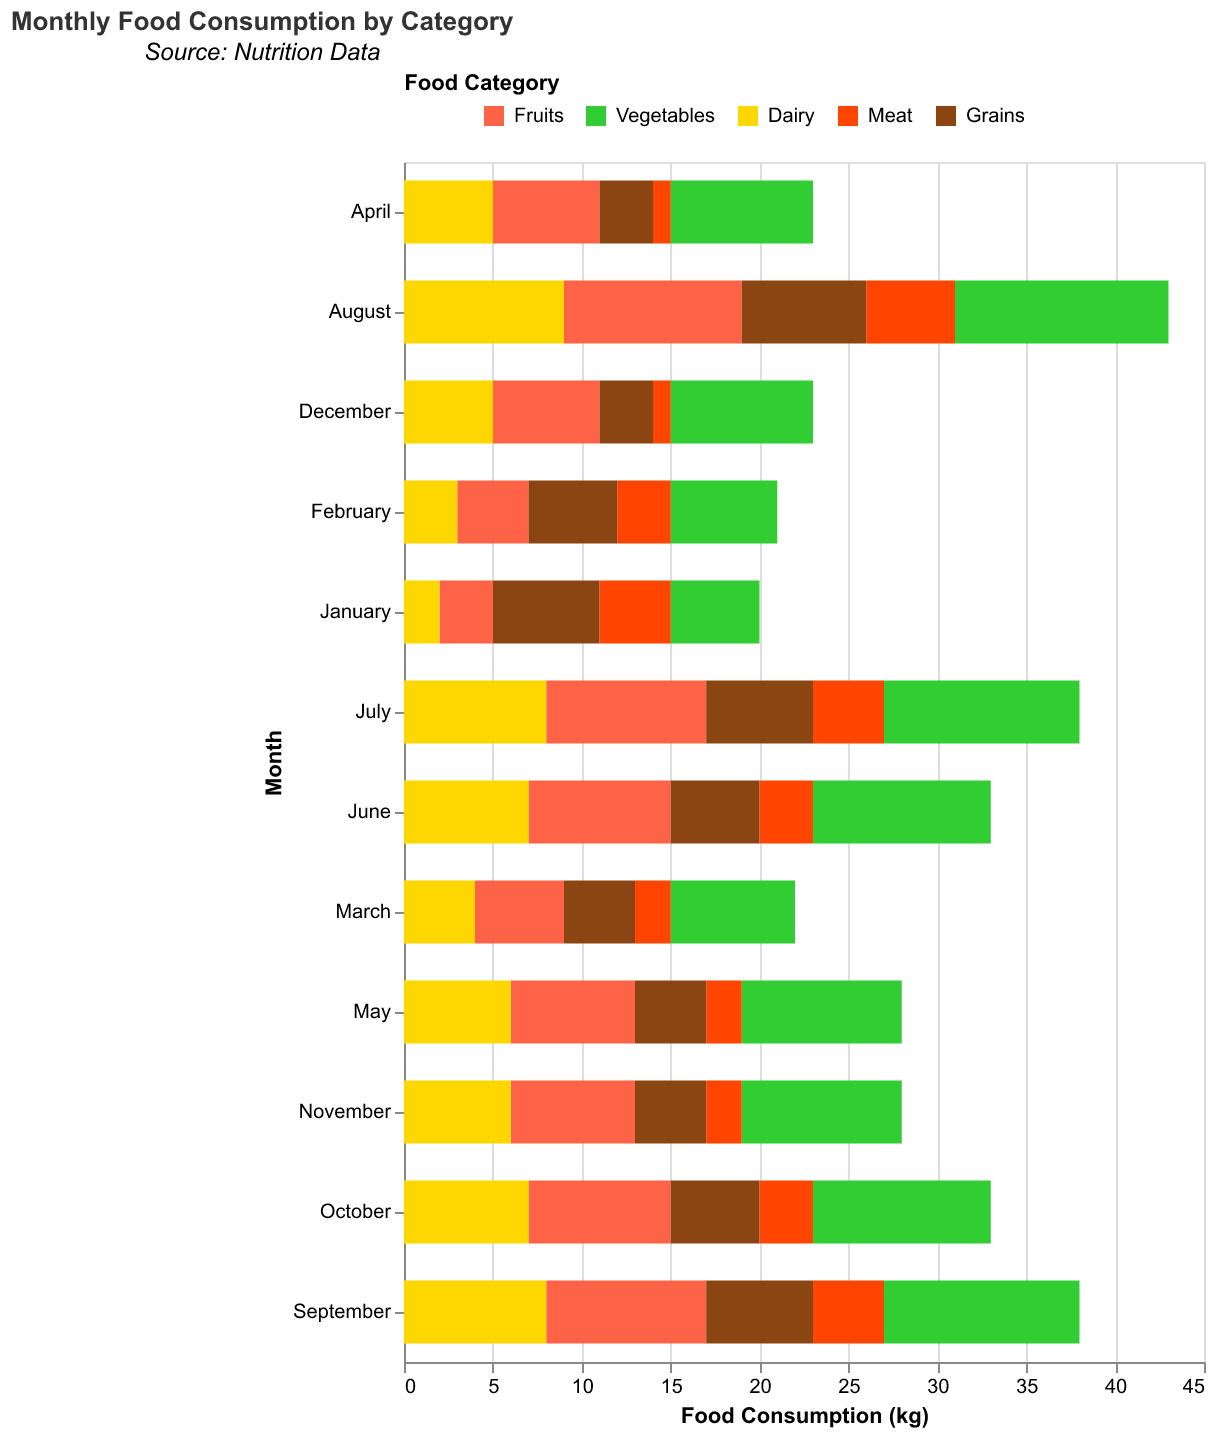 Monthly Food Consumption by Category
Source: Nutrition Data
Food Category
Fruits Vegetables Dairy Meat Grains
April
August
December
February
January
July
June
March
May
November
October
September
Month
0 5 10 15 20 25 30 35 40 45
Food Consumption (kg)